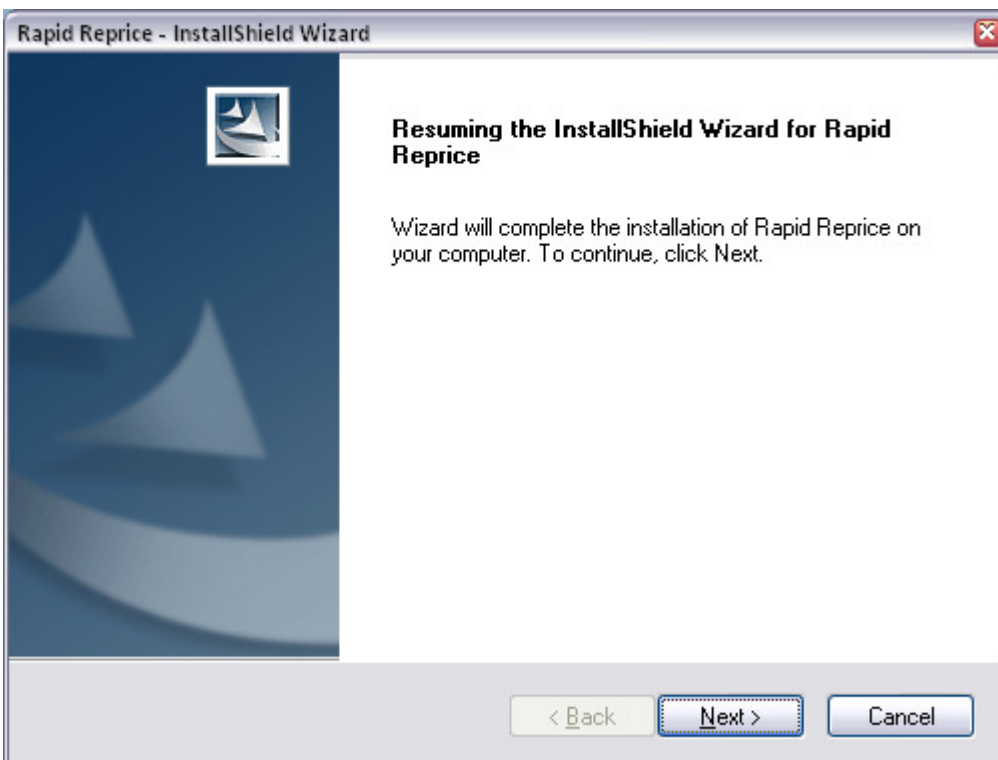 Rapid Reprice - InstallShield Wizard
Resuming the InstallShield Wizard for Rapid
Reprice
Wizard will complete the installation of Rapid Reprice on
your computer. To continue, click Next.
< Back
Next >
Cancel